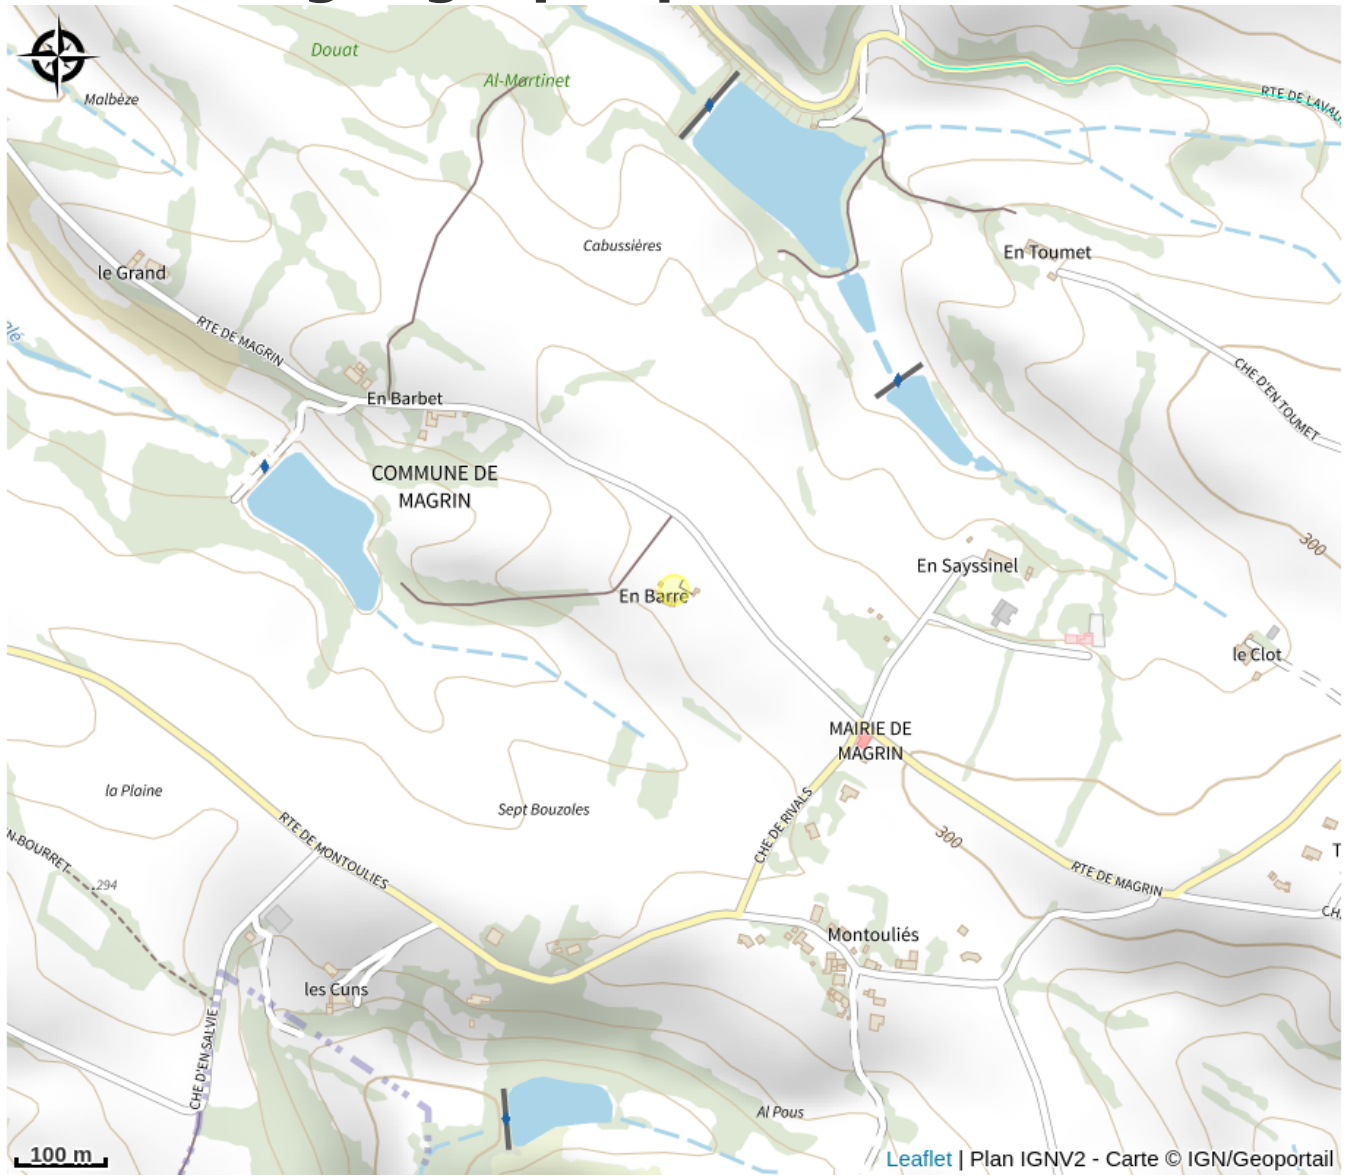 Douat
Al-Martinet
Malbèze
RTE DE LAVAU
Cabussières
En Toumet
le Grand
RTE DE MAGRIN
CHE D'EN TOUMET
En Barbet
COMMUNE DE
MAGRIN
300
En Sayssinel
En Barre
le Clot
MAIRIE DE
MAGRIN
la Plaine
Sept Bouzoles
CHE DE RIVALS
300
RTE DE MONTOULIES
N-BOURRET
294
RTE DE MAGRIN
T
CH
Montouliés
les Cuns
CHE D'EN SALVIE
Al Pous
100 m
Leaflet | Plan IGNV2 - Carte © IGN/Geoportail